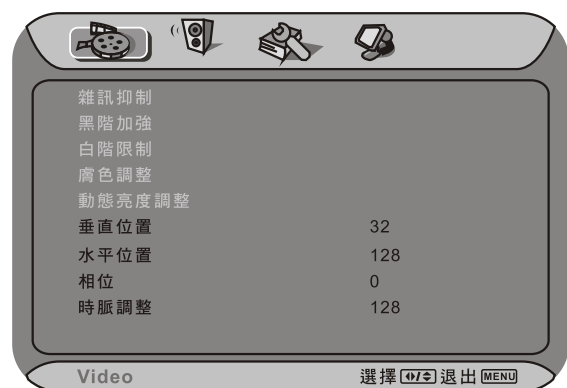 雜訊抑制
黑階加強
白階限制
膚色調整
動態亮度調整
垂直位置 32
水平位置 128
相位 0
時脈調整 128
Video 選擇 退出 MENU